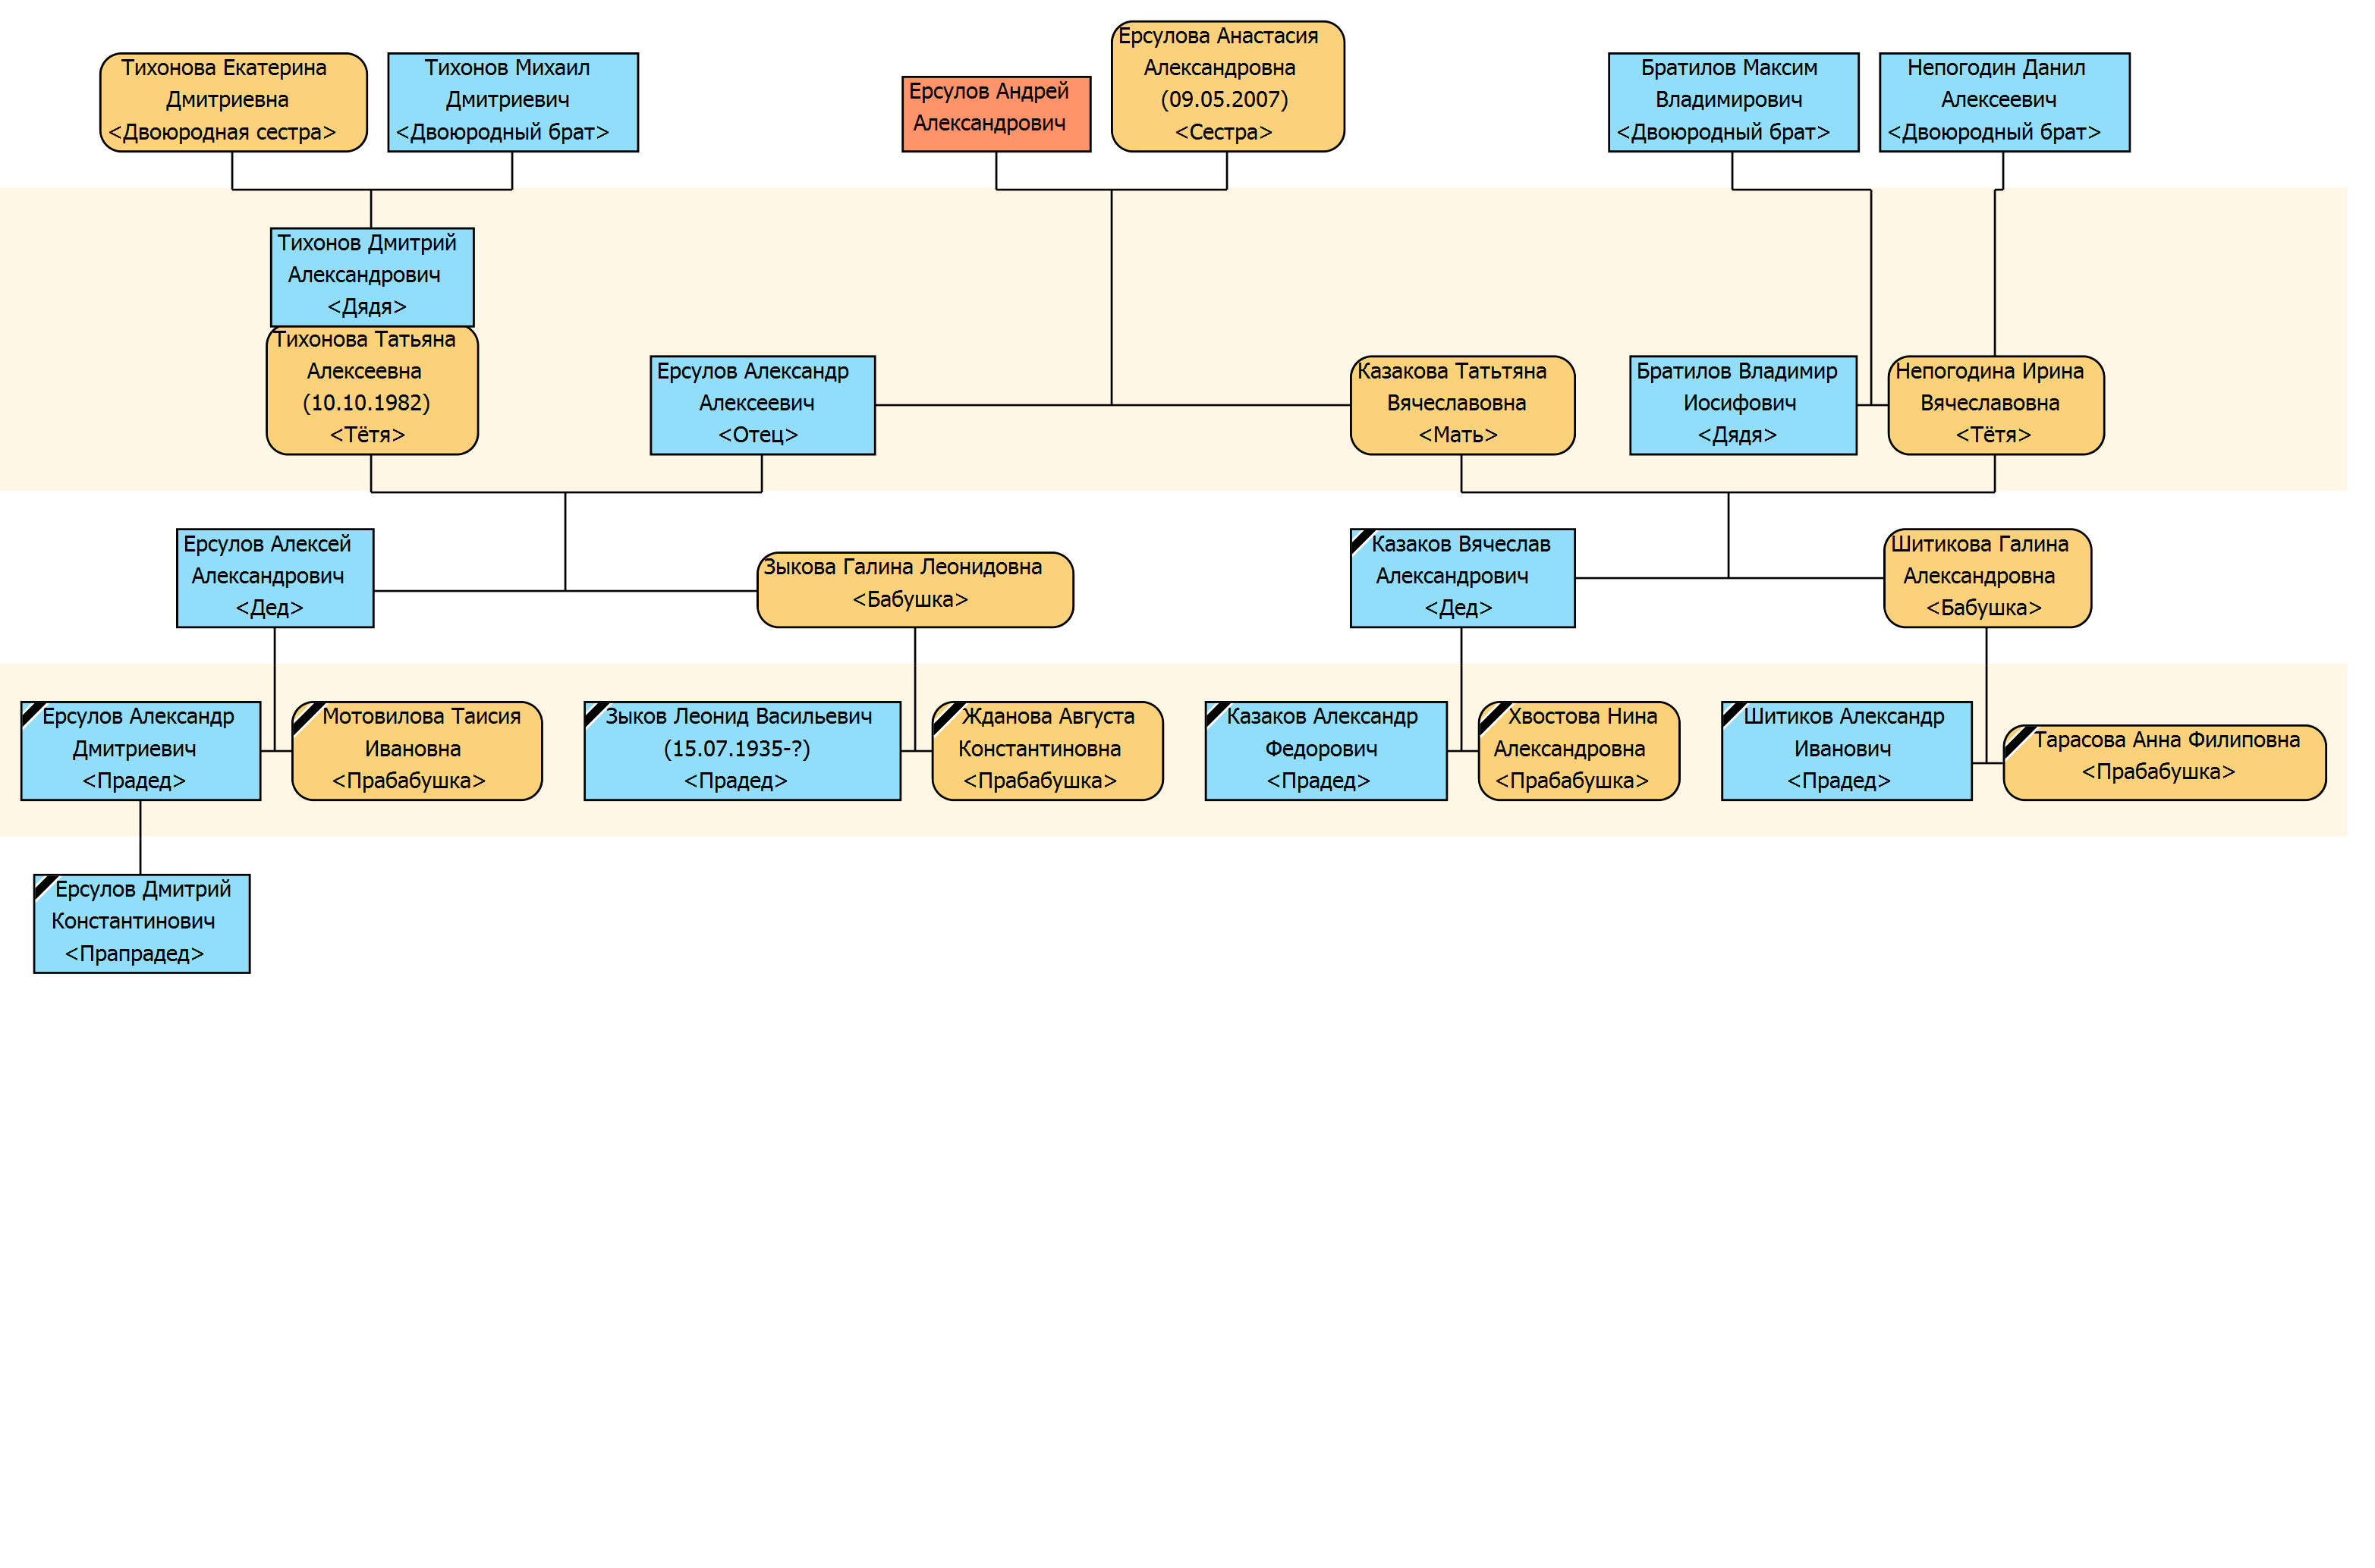 Тихонова Екатерина
Дмитриевна
<Двоюродная сестра>
Тихонов Михаил
Дмитриевич
<Двоюродный брат>
Ерсулов Андрей
Александрович
Ерсулова Анастасия
Александровна
(09.05.2007)
<Сестра>
Братилов Максим
Владимирович
<Двоюродный брат>
Непогодин Данил
Алексеевич
<Двоюродный брат>
Тихонов Дмитрий
Александрович
<Дядя>
Тихонова Татьяна
Алексеевна
(10.10.1982)
<Тётя>
Ерсулов Александр
Алексеевич
<Отец>
Казакова Татьтяна
Вячеславовна
<Мать>
Братилов Владимир
Иосифович
<Дядя>
Непогодина Ирина
Вячеславовна
<Тётя>
Ерсулов Алексей
Александрович
<Дед>
Зыкова Галина Леонидовна
<Бабушка>
Казаков Вячеслав
Александрович
<Дед>
Шитикова Галина
Александровна
<Бабушка>
Ерсулов Александр
Дмитриевич
<Прадед>
Мотовилова Таисия
Ивановна
<Прабабушка>
Зыков Леонид Васильевич
(15.07.1935-?)
<Прадед>
Жданова Августа
Константиновна
<Прабабушка>
Казаков Александр
Федорович
<Прадед>
Хвостова Нина
Александровна
<Прабабушка>
Шитиков Александр
Иванович
<Прадед>
Тарасова Анна Филиповна
<Прабабушка>
Ерсулов Дмитрий
Константинович
<Прапрадед>